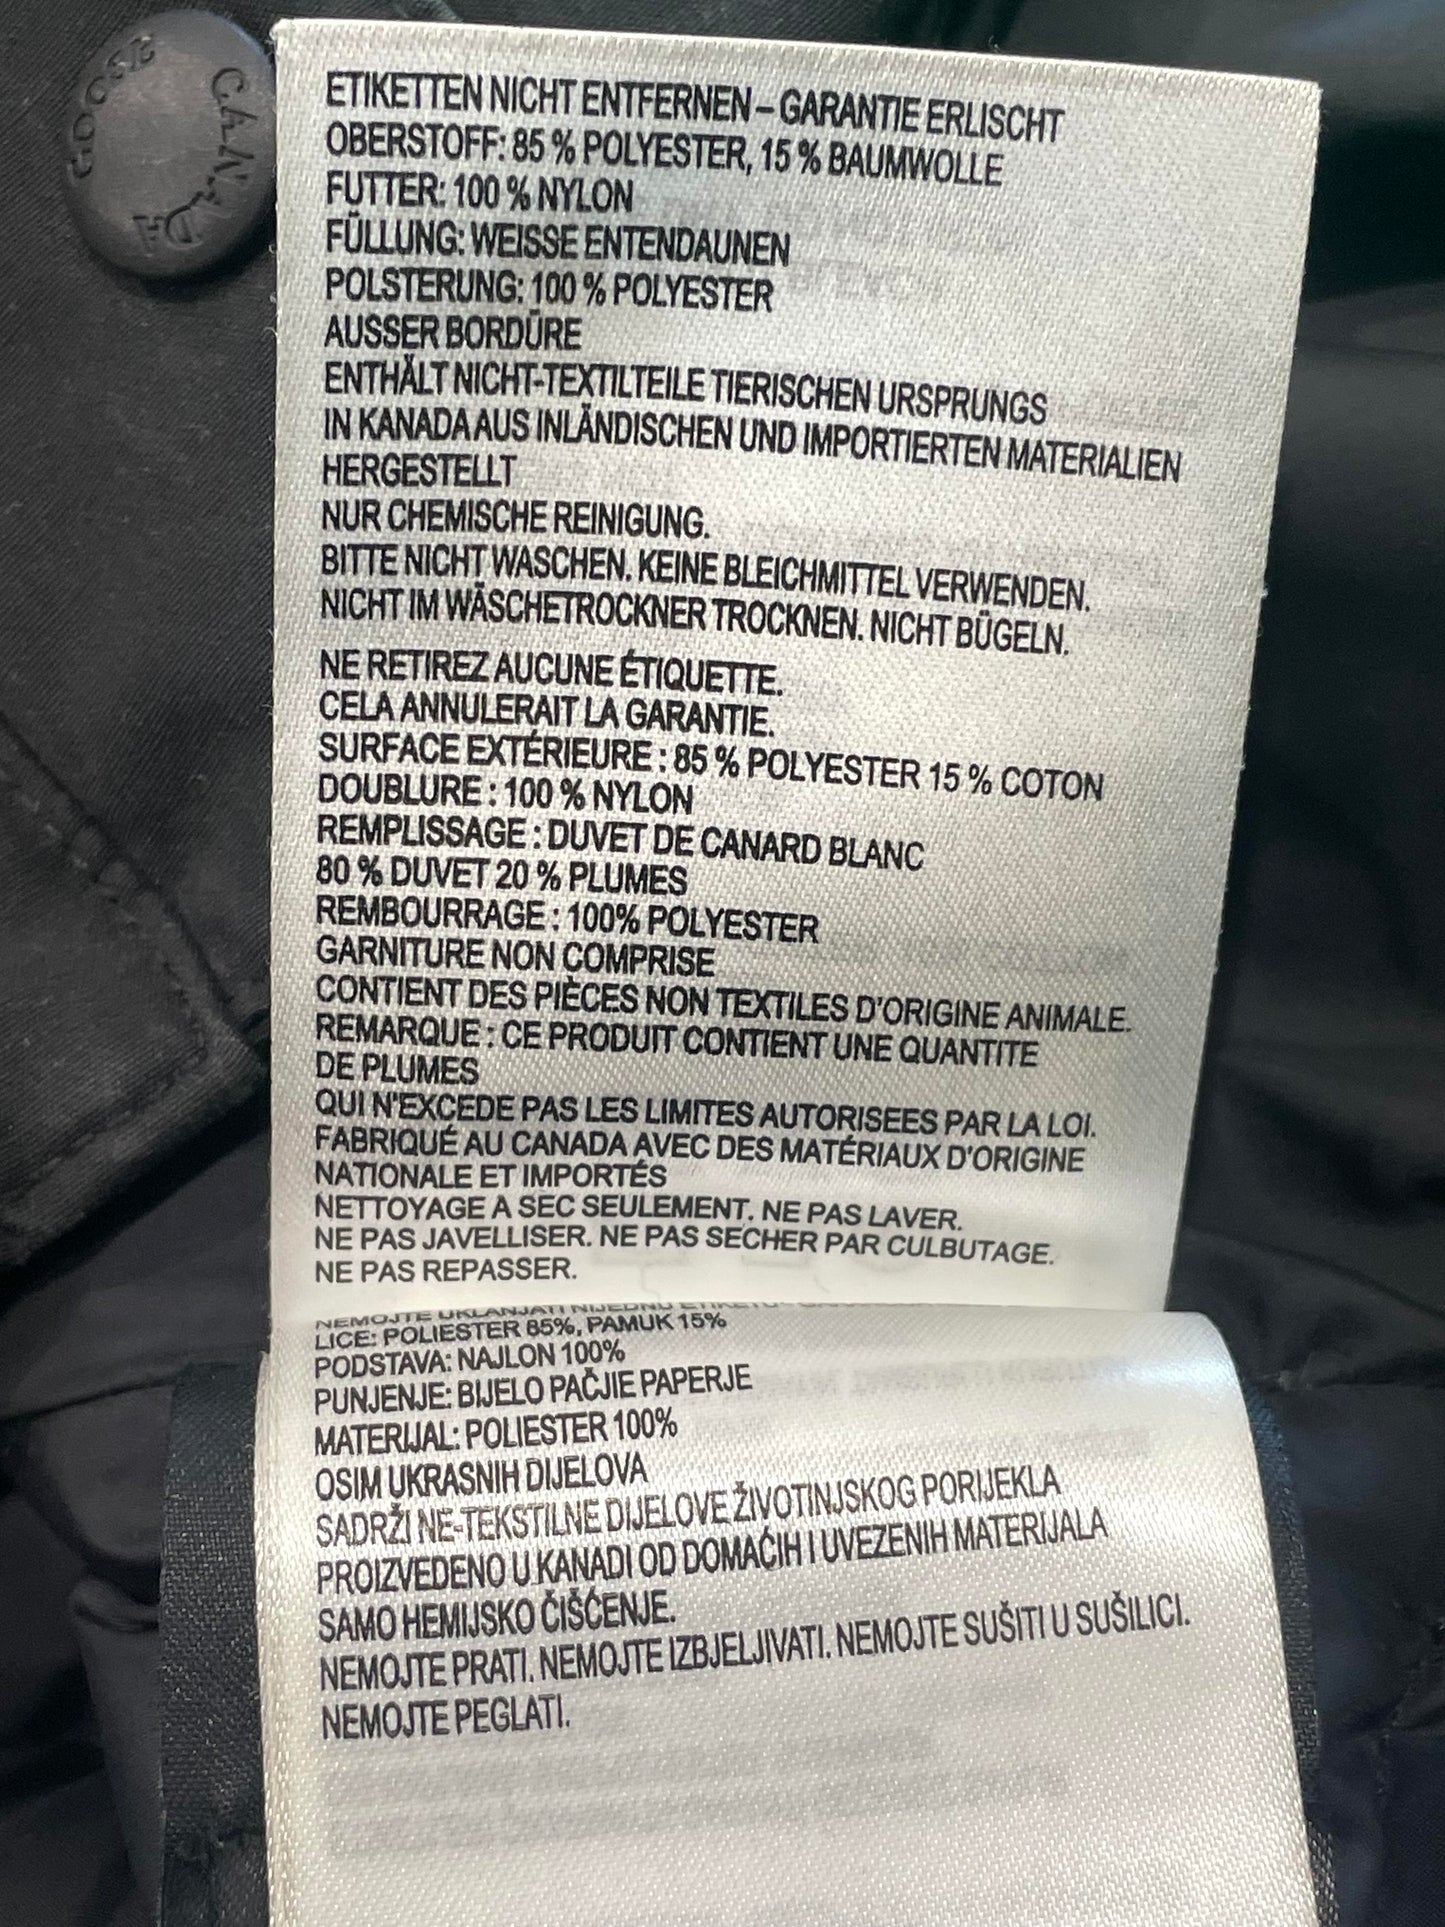 CANADA GOOSE
ETIKETTEN NICHT ENTFERNEN – GARANTIE ERLISCHT
OBERSTOFF: 85 % POLYESTER, 15 % BAUMWOLLE
FUTTER: 100 % NYLON
FÜLLUNG: WEISSE ENTENDAUNEN
POLSTERUNG: 100 % POLYESTER
AUSSER BORDÜRE
ENTHÄLT NICHT-TEXTILTEILE TIERISCHEN URSPRUNGS
IN KANADA AUS INLÄNDISCHEN UND IMPORTIERTEN MATERIALIEN
HERGESTELLT
NUR CHEMISCHE REINIGUNG.
BITTE NICHT WASCHEN. KEINE BLEICHMITTEL VERWENDEN.
NICHT IM WÄSCHETROCKNER TROCKNEN. NICHT BÜGELN.
NE RETIREZ AUCUNE ÉTIQUETTE.
CELA ANNULERAIT LA GARANTIE.
SURFACE EXTÉRIEURE : 85 % POLYESTER 15 % COTON
DOUBLURE : 100 % NYLON
REMPLISSAGE : DUVET DE CANARD BLANC
80 % DUVET 20 % PLUMES
REMBOURRAGE : 100% POLYESTER
GARNITURE NON COMPRISE
CONTIENT DES PIÈCES NON TEXTILES D'ORIGINE ANIMALE.
REMARQUE : CE PRODUIT CONTIENT UNE QUANTITE
DE PLUMES
QUI N'EXCEDE PAS LES LIMITES AUTORISEES PAR LA LOI.
FABRIQUÉ AU CANADA AVEC DES MATÉRIAUX D'ORIGINE
NATIONALE ET IMPORTÉS
NETTOYAGE A SEC SEULEMENT. NE PAS LAVER.
NE PAS JAVELLISER. NE PAS SECHER PAR CULBUTAGE.
NE PAS REPASSER.
NEMOJTE UKLANJATI NIJEDNU
LICE: POLIESTER 85%, PAMUK 15%
PODSTAVA: NAJLON 100%
PUNJENJE: BIJELO PAČJIE PAPERJE
MATERIJAL: POLIESTER 100%
OSIM UKRASNIH DIJELOVA
SADRŽI NE-TEKSTILNE DIJELOVE ŽIVOTINJSKOG PORIJEKLA
PROIZVEDENO U KANADI OD DOMAĆIH I UVEZENIH MATERIJALA
SAMO HEMIJSKO ČIŠĆENJE.
NEMOJTE PRATI. NEMOJTE IZBJELJIVATI. NEMOJTE SUŠITI U SUŠILICI.
NEMOJTE PEGLATI.